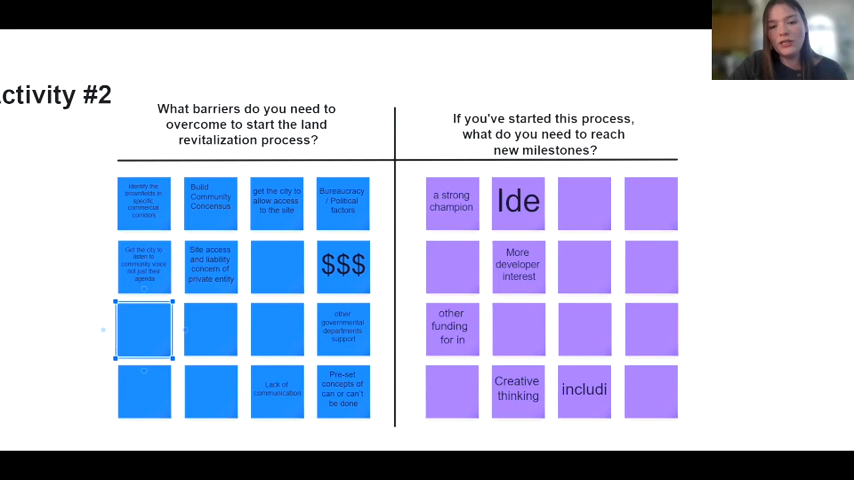 ctivity #2
What barriers do you need to
overcome to start the land
revitalization process?
If you've started this process,
what do you need to reach
new milestones?
Identify the
brownfields in
specific
commercial
corridors
Build
Community
Concensus
get the city to
allow access
to the site
Bureaucracy
/ Political
factors
Get the city to
listen to
community voice
not just their
agenda
Site access
and liability
concern of
private entity
$$$
other
governmental
departments
support
Lack of
communication
Pre-set
concepts of
can or can't
be done
a strong
champion
Ide
More
developer
interest
other
funding
for in
Creative
thinking
includi